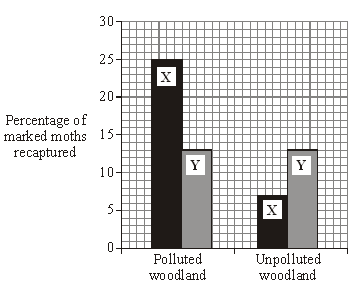 30
25
20
15
10
5
0
Percentage of
marked moths
recaptured
X
Y
X
Y
Polluted
woodland
Unpolluted
woodland